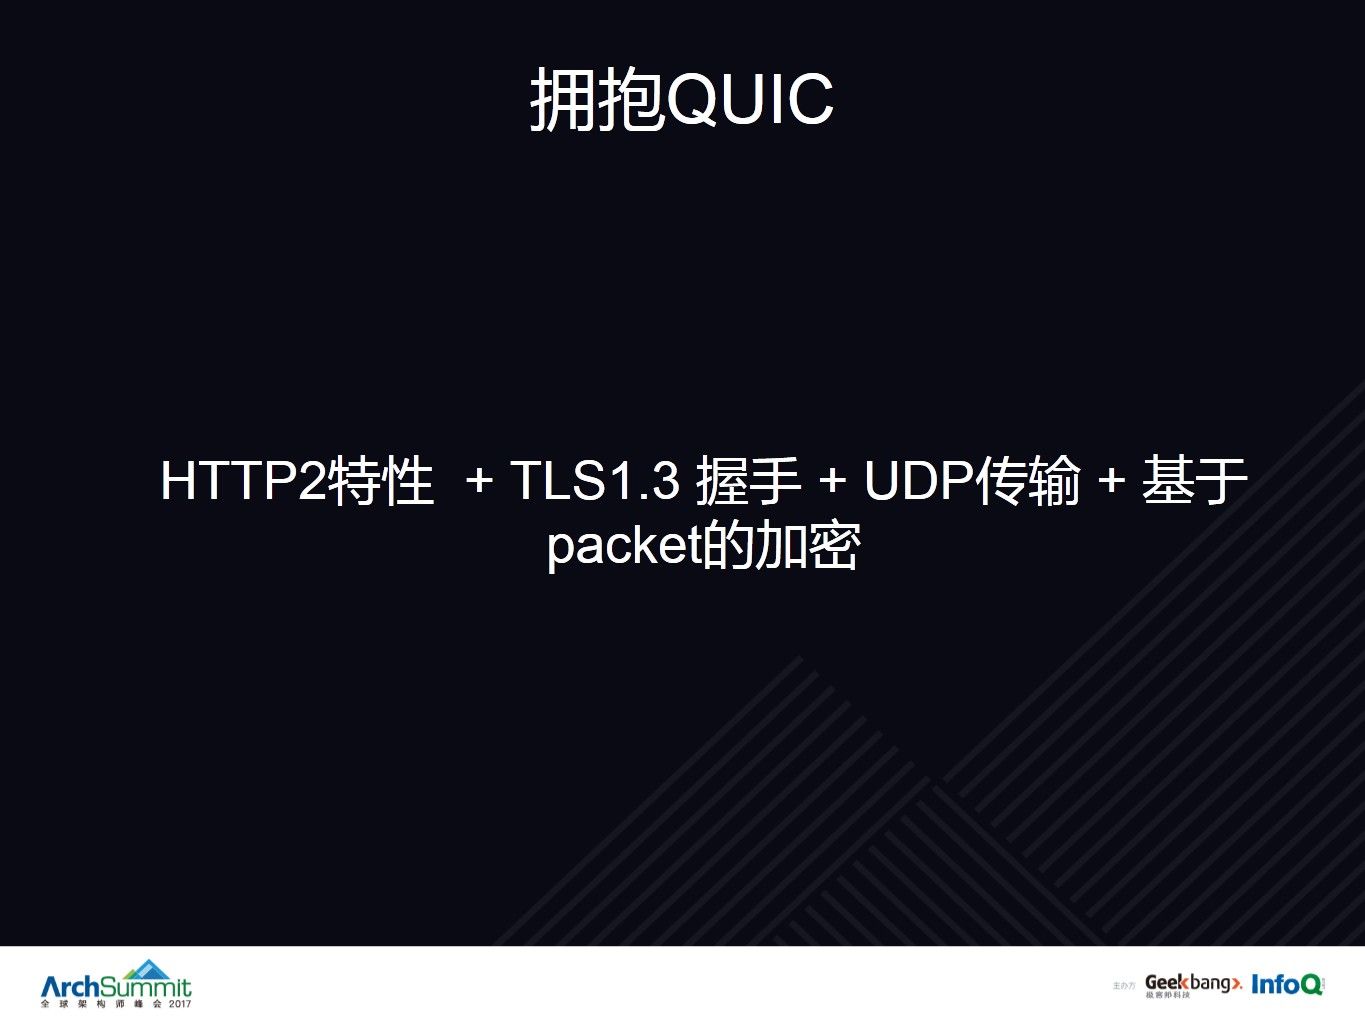 拥抱QUIC
HTTP2特性 + TLS1.3 握手 + UDP传输 + 基于
packet的加密
ArchSummit
全球架构师峰会 2017
主办方
Geekbang>.
极客邦科技
InfoQ